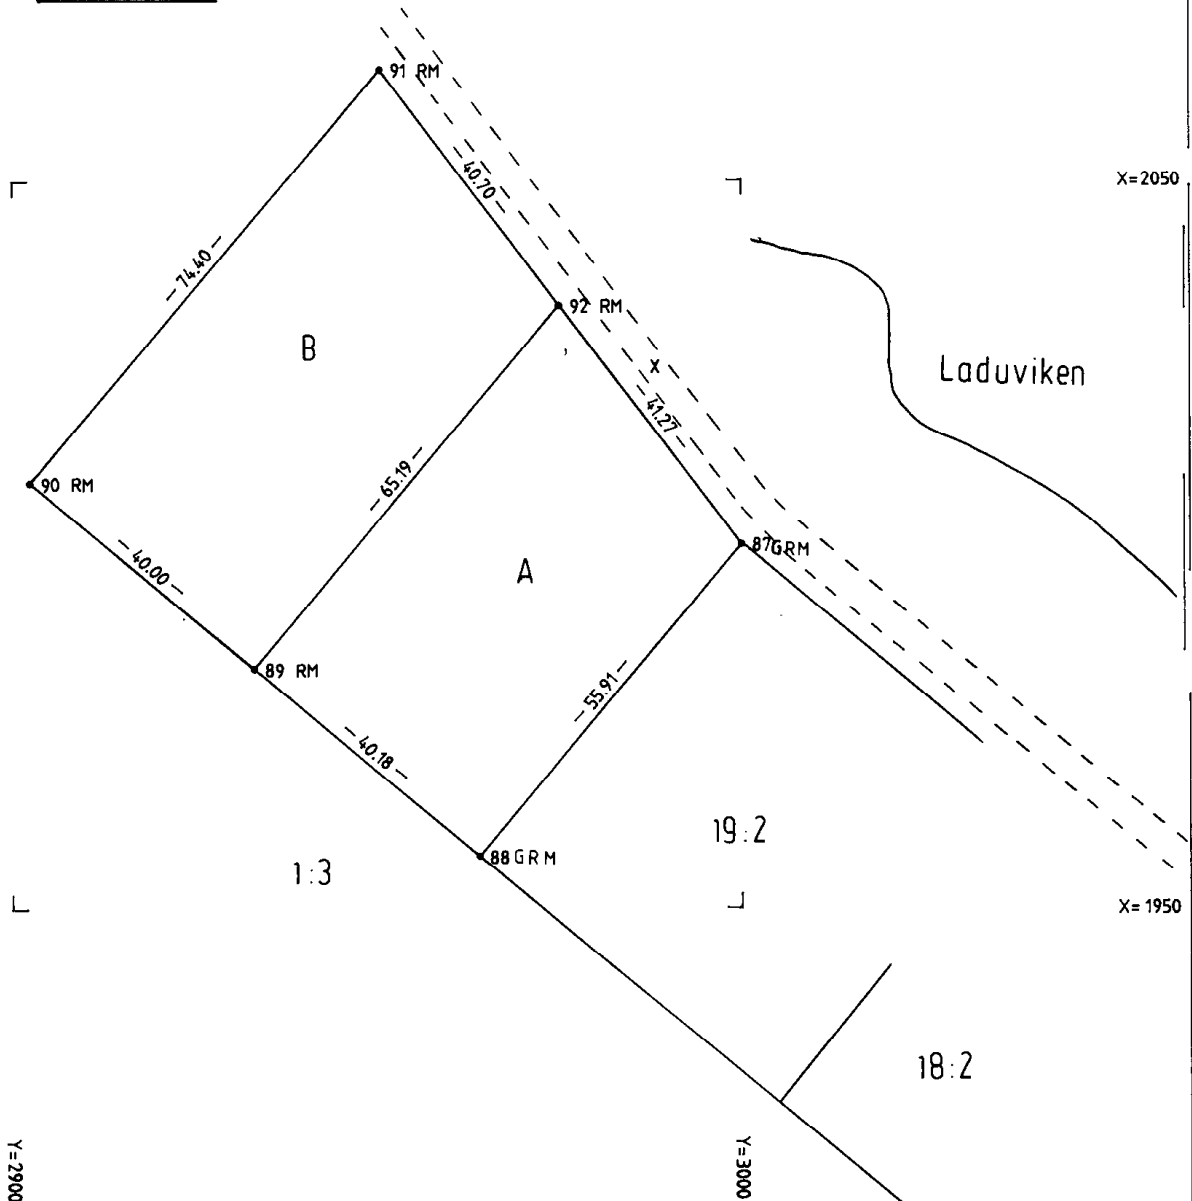 91 RM
40.70
X=2050
74.40
92 RM
B
X
Laduviken
41.27
65.19
90 RM
87GRM
40.00
A
89 RM
55.91
40.18
19:2
88GRM
1:3
X=1950
18:2
Y=2900
Y=3000